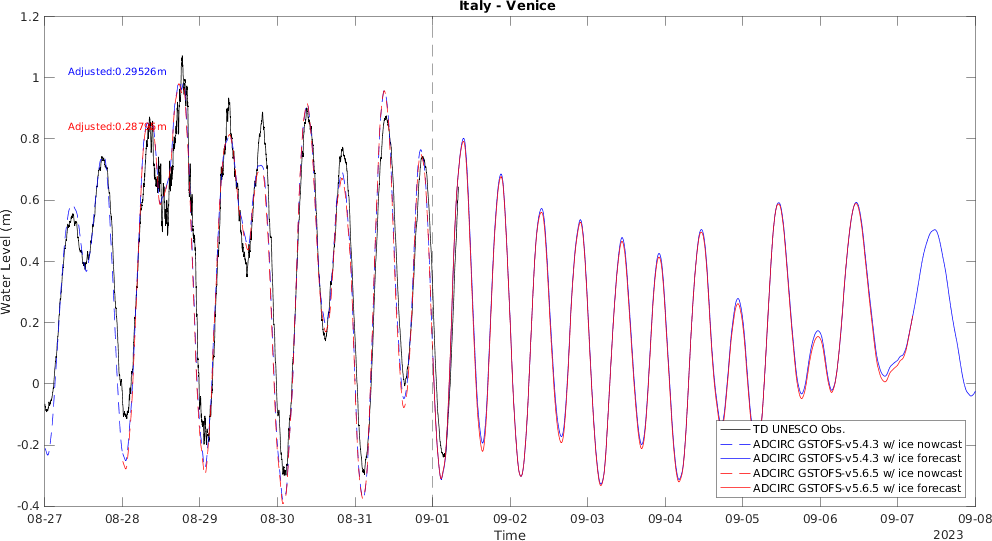 Italy - Venice
1.2
1
0.8
0.6
0.4
0.2
0
-0.2
-0.4
Water Level (m)
Adjusted:0.29526m
TD UNESCO Obs.
ADCIRC GSTOFS-v5.4.3 w/ ice nowcast
ADCIRC GSTOFS-v5.4.3 w/ ice forecast
ADCIRC GSTOFS-v5.6.5 w/ ice nowcast
ADCIRC GSTOFS-v5.6.5 w/ ice forecast
08-27 08-28 08-29 08-30 08-31 09-01 09-02 09-03 09-04 09-05 09-06 09-07 09-08
Time
2023